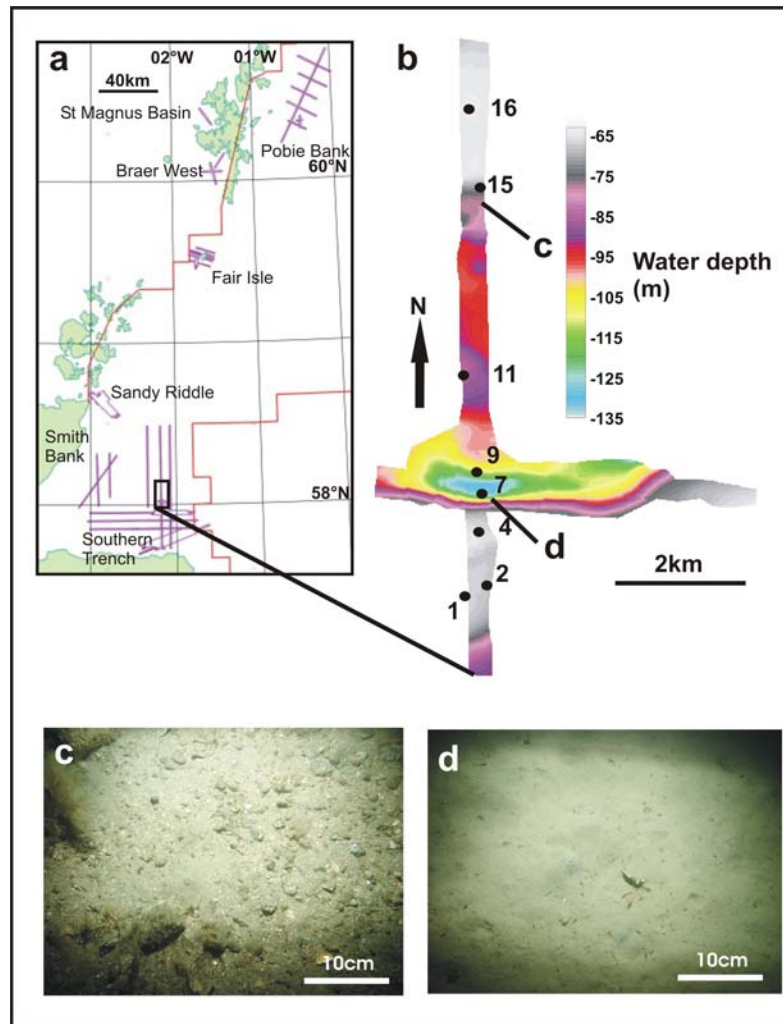 a
02°W
01°W
40km
St Magnus Basin
Pobie Bank
Braer West
60°N
Fair Isle
Sandy Riddle
Smith
Bank
58°N
Southern
Trench
b
16
15
c
N
11
9
7
4
d
2
1
-65
-75
-85
-95
-105
-115
-125
-135
Water depth
(m)
2km
c
10cm
d
10cm